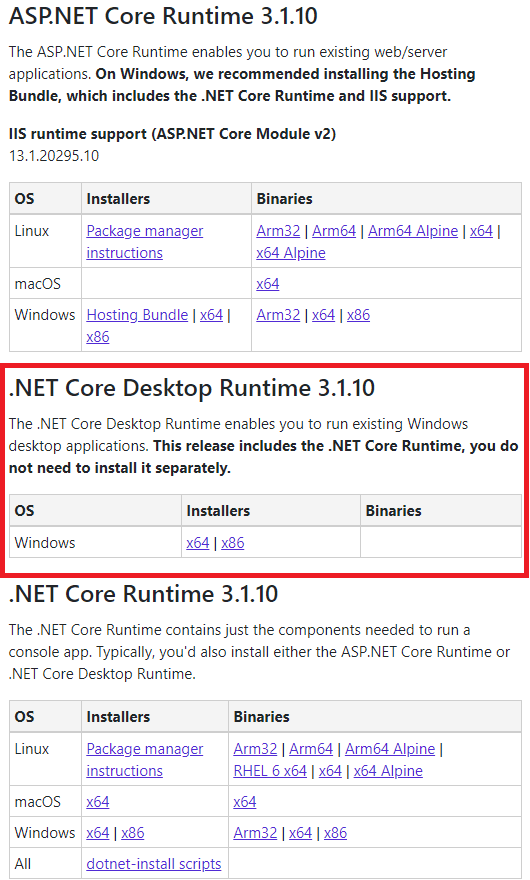 ASP.NET Core Runtime 3.1.10
The ASP.NET Core Runtime enables you to run existing web/server
applications. On Windows, we recommended installing the Hosting
Bundle, which includes the .NET Core Runtime and IIS support.
IIS runtime support (ASP.NET Core Module v2)
13.1.20295.10
OS Installers Binaries
Linux Package manager Arm32 | Arm64 | Arm64 Alpine | x64 |
instructions x64 Alpine
macOS x64
Windows Hosting Bundle | x64 | Arm32 | x64 | x86
x86
.NET Core Desktop Runtime 3.1.10
The .NET Core Desktop Runtime enables you to run existing Windows
desktop applications. This release includes the .NET Core Runtime, you do
not need to install it separately.
OS Installers Binaries
Windows x64 | x86
.NET Core Runtime 3.1.10
The .NET Core Runtime contains just the components needed to run a
console app. Typically, you'd also install either the ASP.NET Core Runtime or
.NET Core Desktop Runtime.
OS Installers Binaries
Linux Package manager Arm32 | Arm64 | Arm64 Alpine |
instructions RHEL 6 x64 | x64 | x64 Alpine
macOS x64 x64
Windows x64 | x86 Arm32 | x64 | x86
All dotnet-install scripts